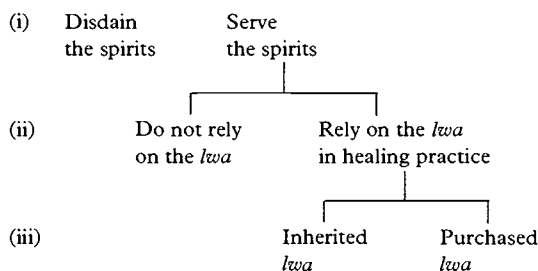 (i) Disdain Serve
the spirits the spirits
(ii) Do not rely Rely on the lwa
on the lwa in healing practice
(iii) Inherited Purchased
lwa lwa